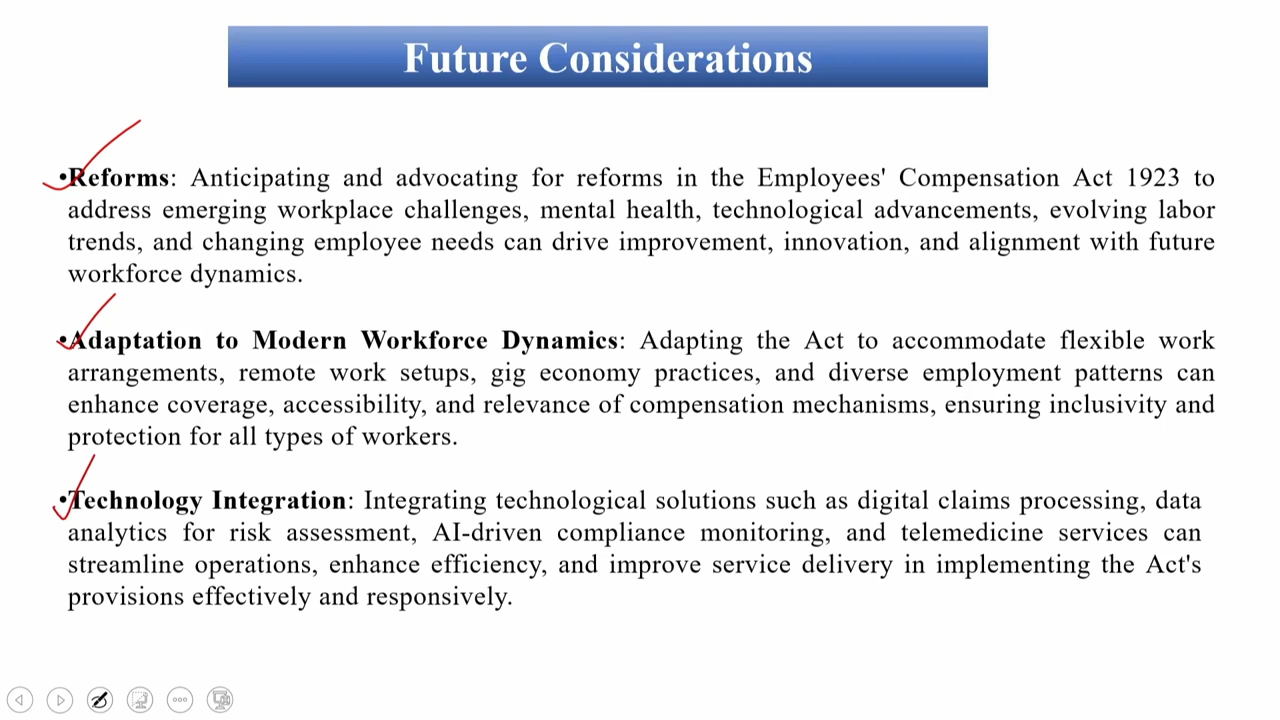 Future Considerations
•Reforms: Anticipating and advocating for reforms in the Employees' Compensation Act 1923 to
address emerging workplace challenges, mental health, technological advancements, evolving labor
trends, and changing employee needs can drive improvement, innovation, and alignment with future
workforce dynamics.
•Adaptation to Modern Workforce Dynamics: Adapting the Act to accommodate flexible work
arrangements, remote work setups, gig economy practices, and diverse employment patterns can
enhance coverage, accessibility, and relevance of compensation mechanisms, ensuring inclusivity and
protection for all types of workers.
•Technology Integration: Integrating technological solutions such as digital claims processing, data
analytics for risk assessment, AI-driven compliance monitoring, and telemedicine services can
streamline operations, enhance efficiency, and improve service delivery in implementing the Act's
provisions effectively and responsively.